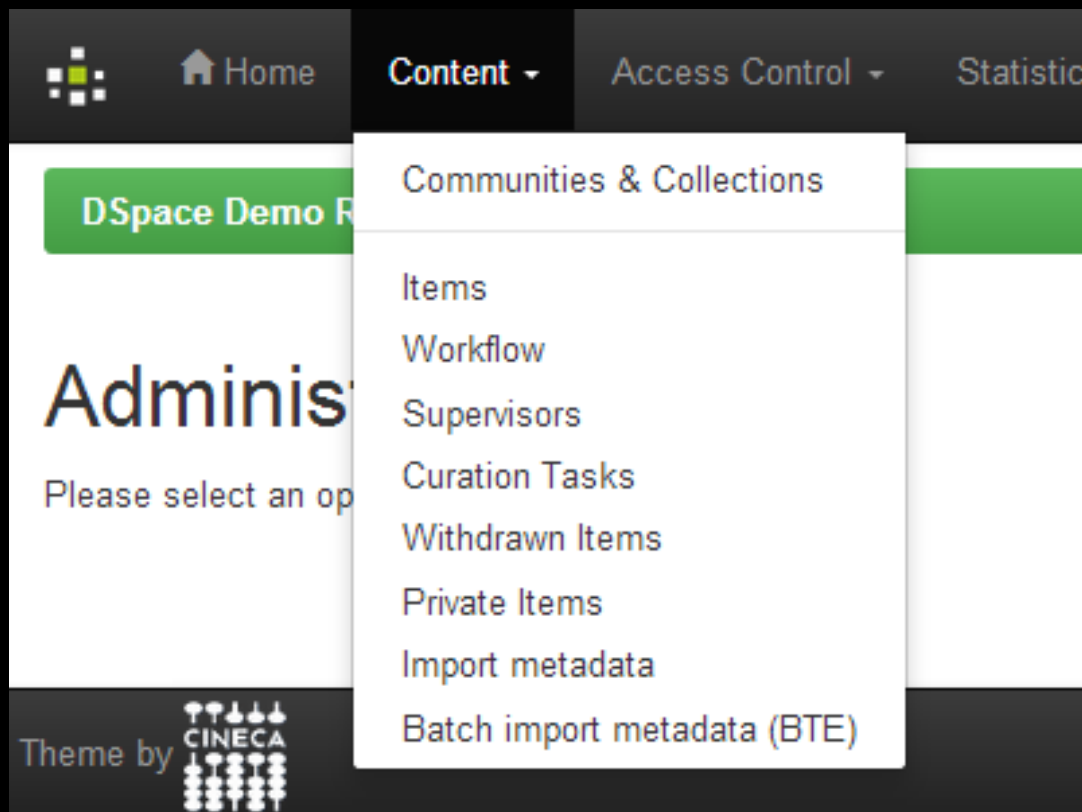 Home Content Access Control Statistic
Communities & Collections
DSpace Demo R
Items
Workflow
Adminis
Supervisors
Curation Tasks
Please select an op
Withdrawn Items
Private Items
Import metadata
Batch import metadata (BTE)
Theme by CINECA